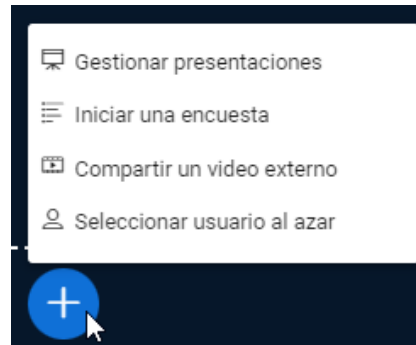 Gestionar presentaciones
Iniciar una encuesta
Compartir un video externo
Seleccionar usuario al azar